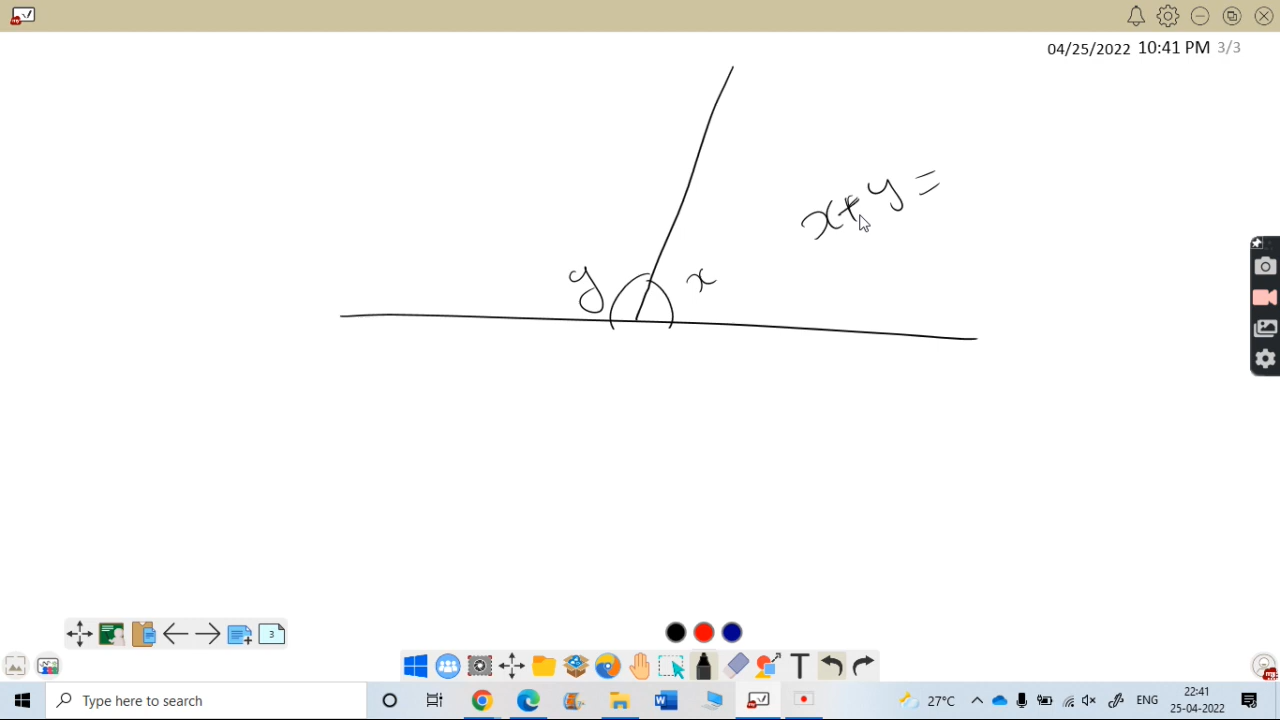 04/25/2022 10:41 PM 3/3
x+y=
y
x
3
T
Type here to search
27°C
ENG
22:41
25-04-2022